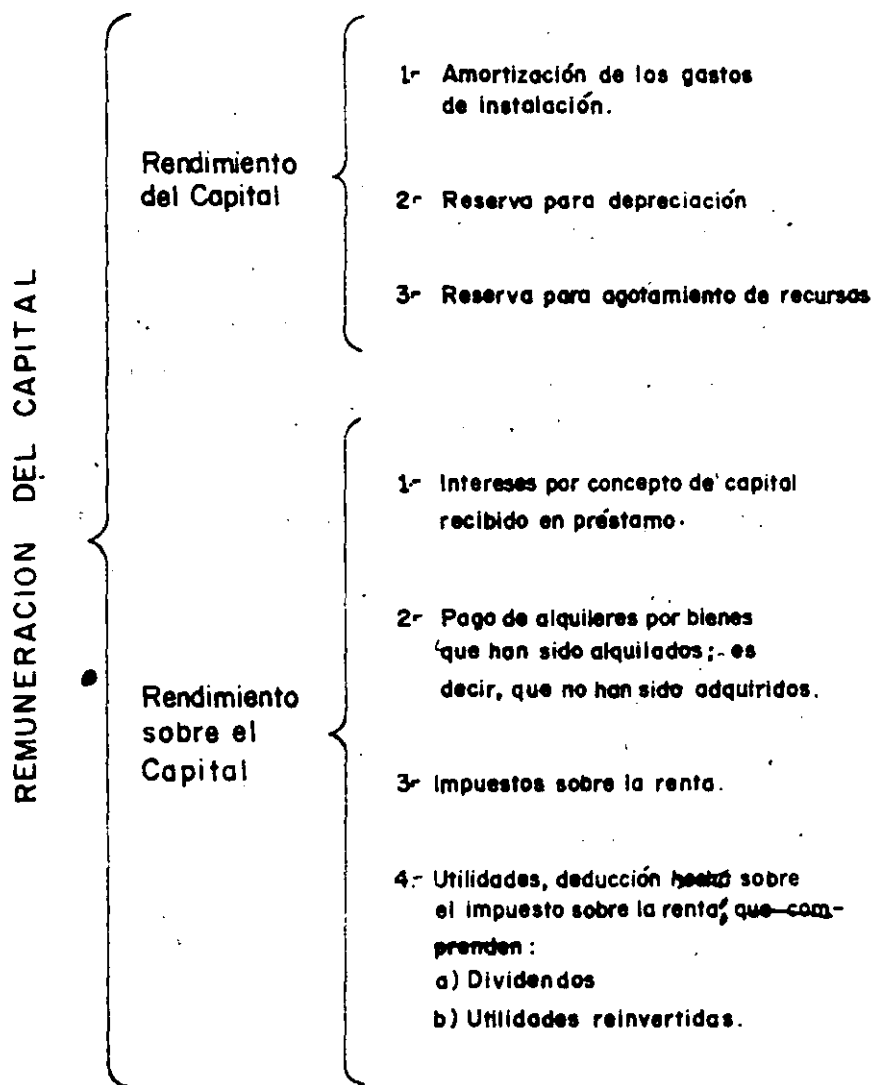 REMUNERACION DEL CAPITAL
Rendimiento
del Capital
1- Amortización de los gastos
de instalación.
2- Reserva para depreciación
3- Reserva para agotamiento de recursos
Rendimiento
sobre el
Capital
1- Intereses por concepto de capital
recibido en préstamo.
2- Pago de alquileres por bienes
que han sido alquilados; es
decir, que no han sido adquiridos.
3- Impuestos sobre la renta.
4- Utilidades, deducción hecha sobre
el impuesto sobre la renta, que com-
prenden:
a) Dividendos
b) Utilidades reinvertidas.